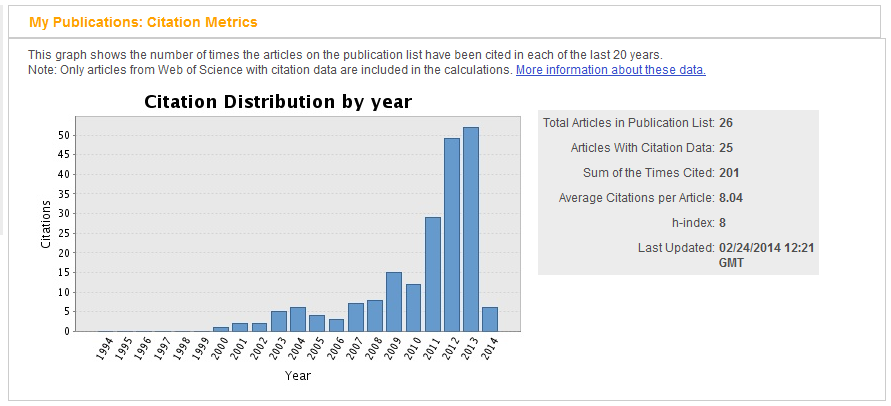 My Publications: Citation Metrics
This graph shows the number of times the articles on the publication list have been cited in each of the last 20 years.
Note: Only articles from Web of Science with citation data are included in the calculations. More information about these data.
Citation Distribution by year
Citations
50
45
40
35
30
25
20
15
10
5
0
1994
1995
1996
1997
1998
1999
2000
2001
2002
2003
2004
2005
2006
2007
2008
2009
2010
2011
2012
2013
2014
Year
Total Articles in Publication List: 26
Articles With Citation Data: 25
Sum of the Times Cited: 201
Average Citations per Article: 8.04
h-index: 8
Last Updated: 02/24/2014 12:21
GMT